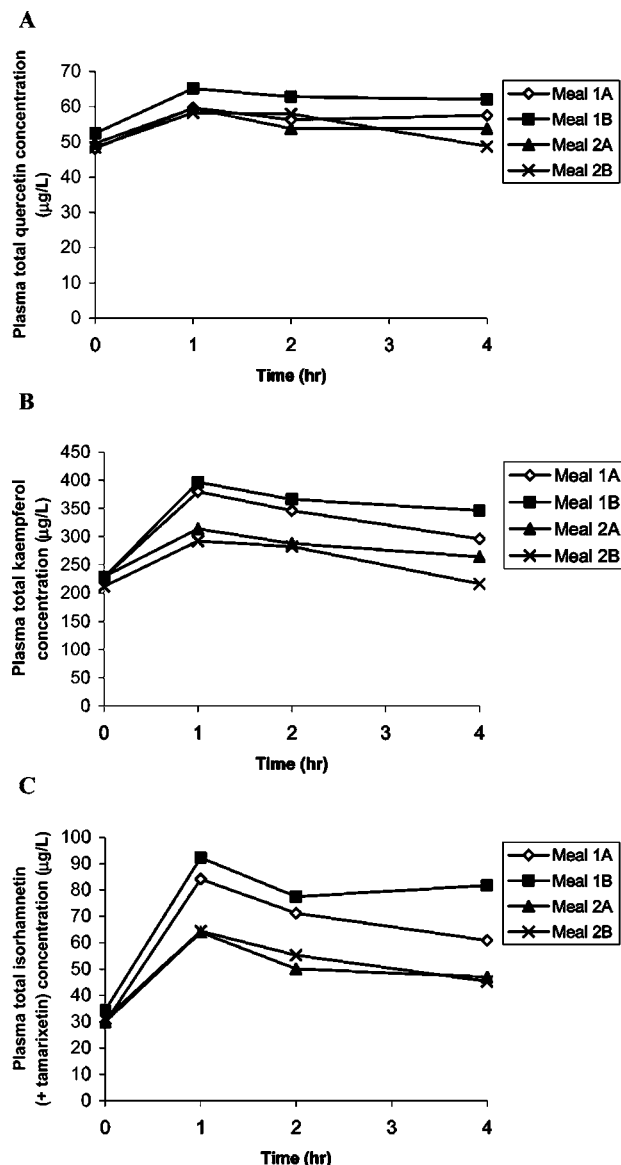 A
Plasma total quercetin concentration
(µg/L)
70
60
50
40
30
20
10
0
0 1 2 3 4
Time (hr)
Meal 1A
Meal 1B
Meal 2A
Meal 2B
B
Plasma total kaempferol
concentration (µg/L)
450
400
350
300
250
200
150
100
50
0
0 1 2 3 4
Time (hr)
Meal 1A
Meal 1B
Meal 2A
Meal 2B
C
Plasma total isorhamnetin
(+ tamarixetin) concentration (µg/L)
100
90
80
70
60
50
40
30
20
10
0
0 1 2 3 4
Time (hr)
Meal 1A
Meal 1B
Meal 2A
Meal 2B